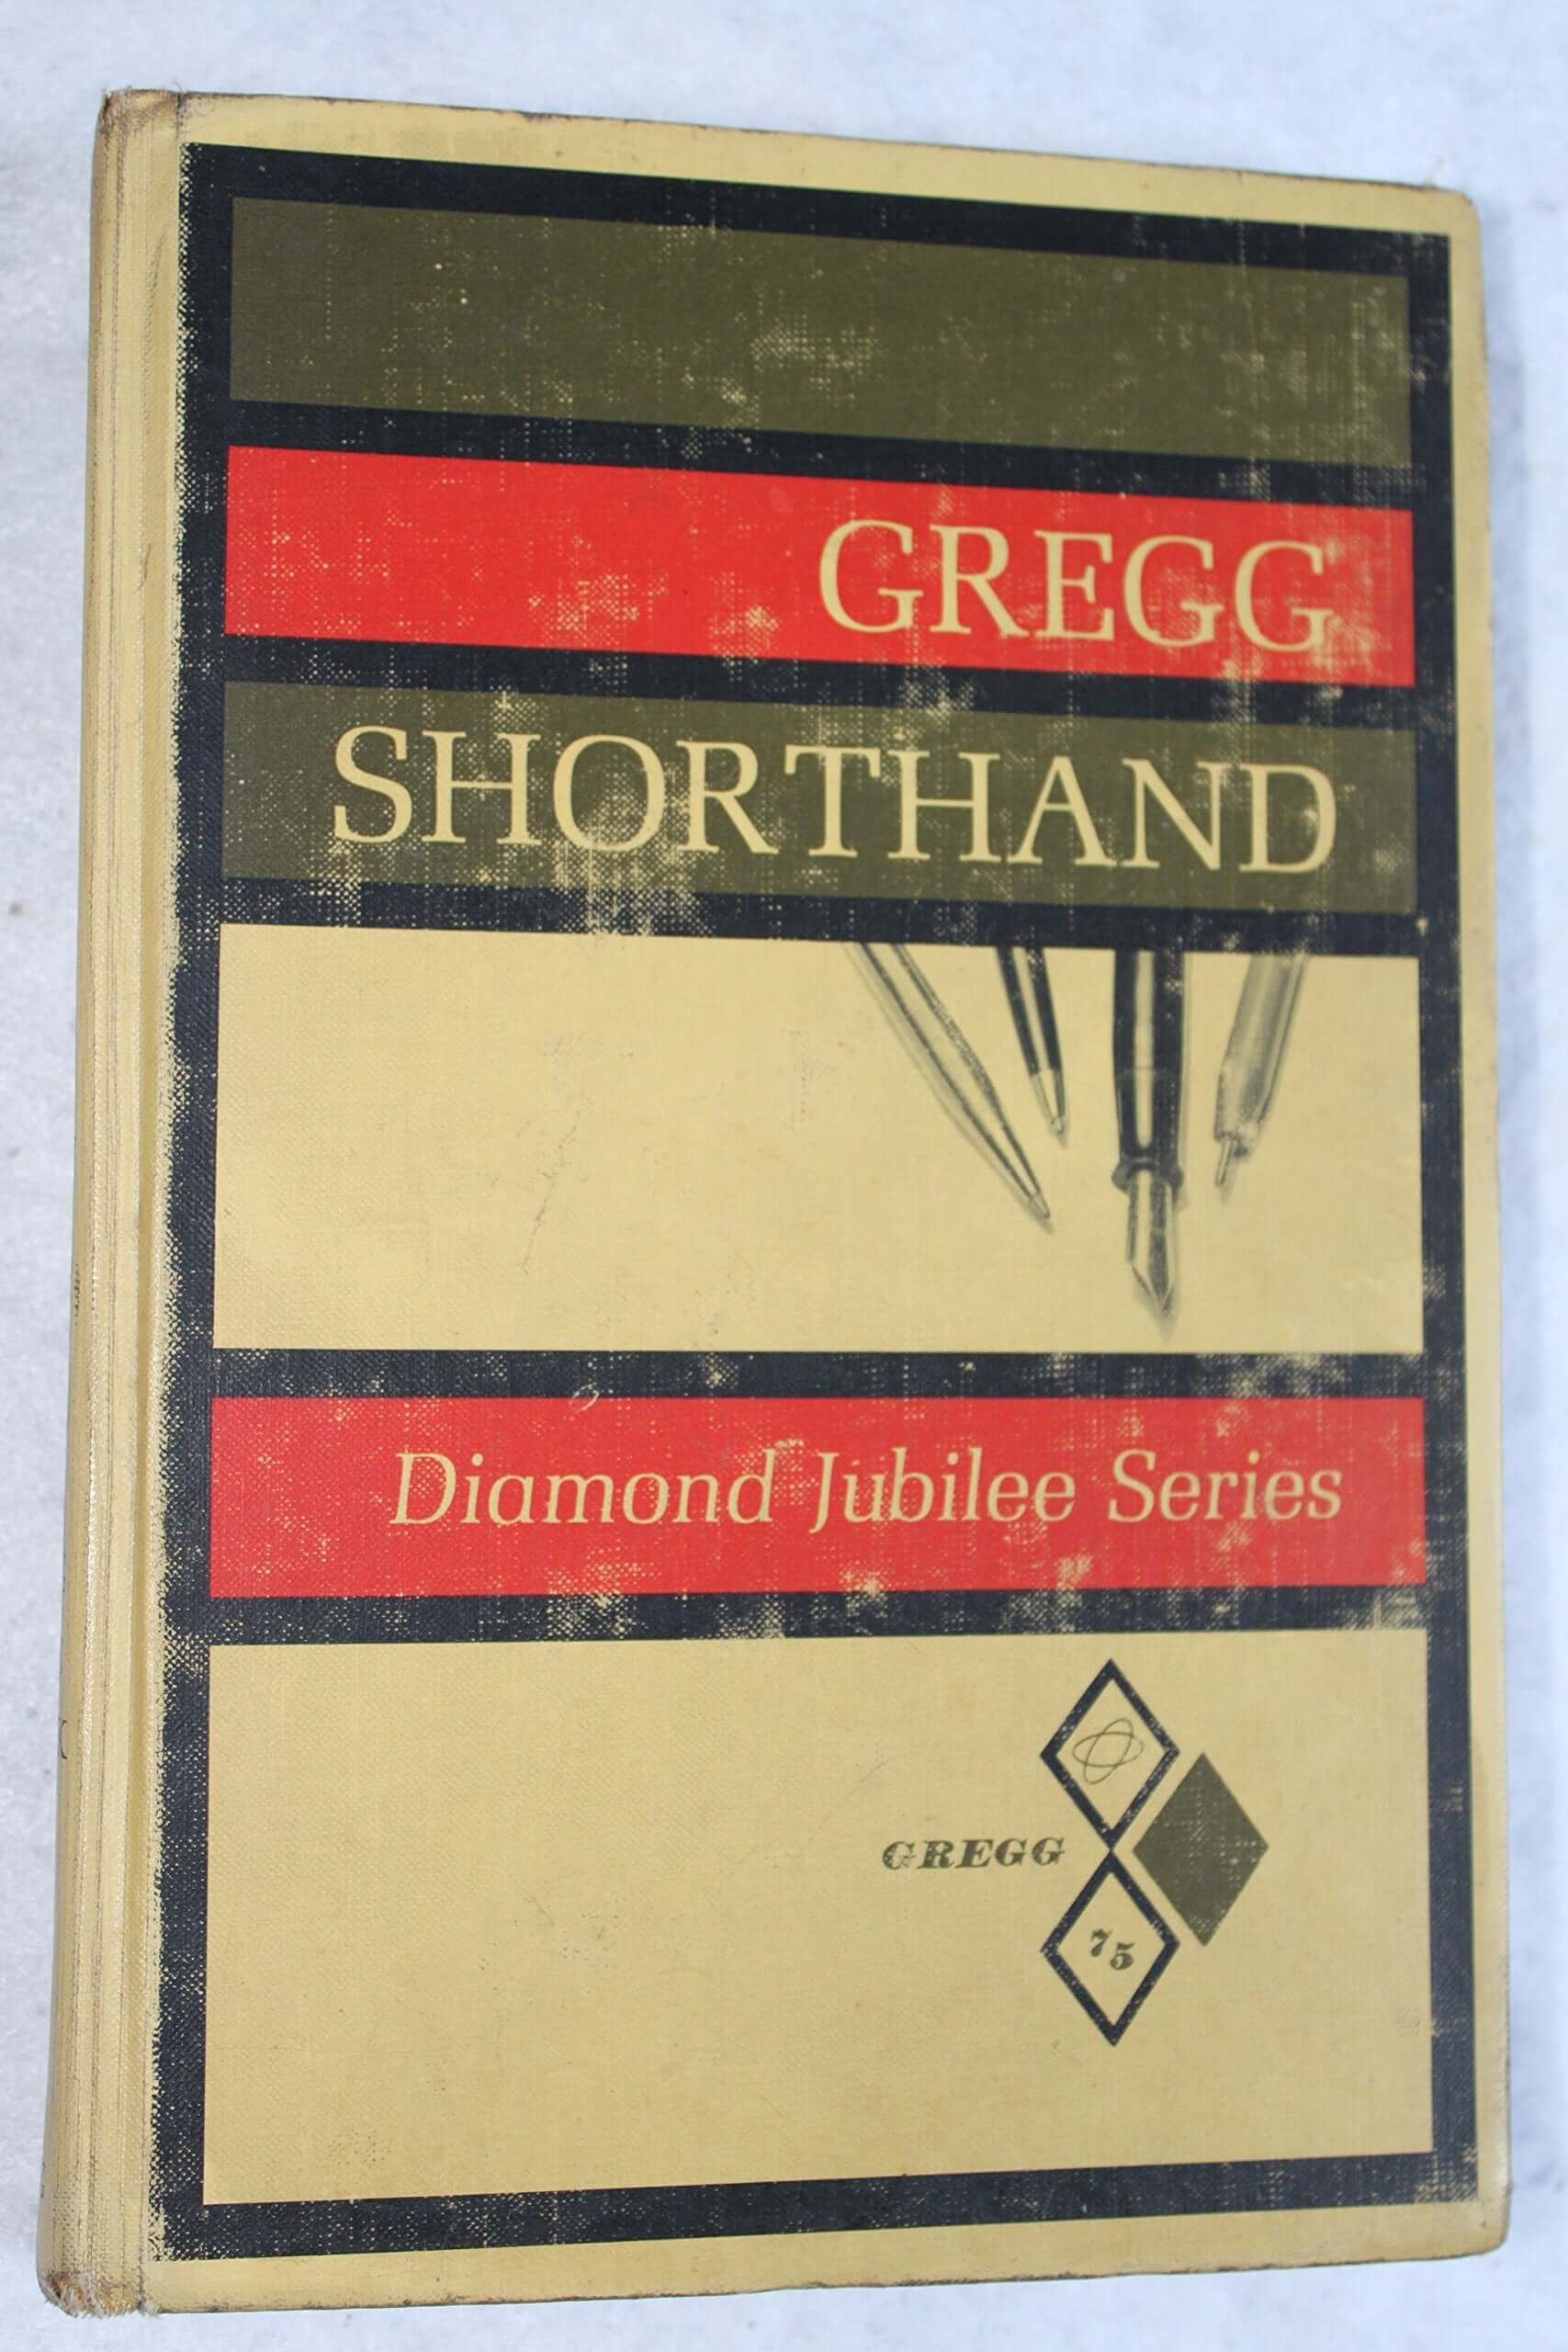 GREGG
SHORTHAND
Diamond Jubilee Series
GREGG
75